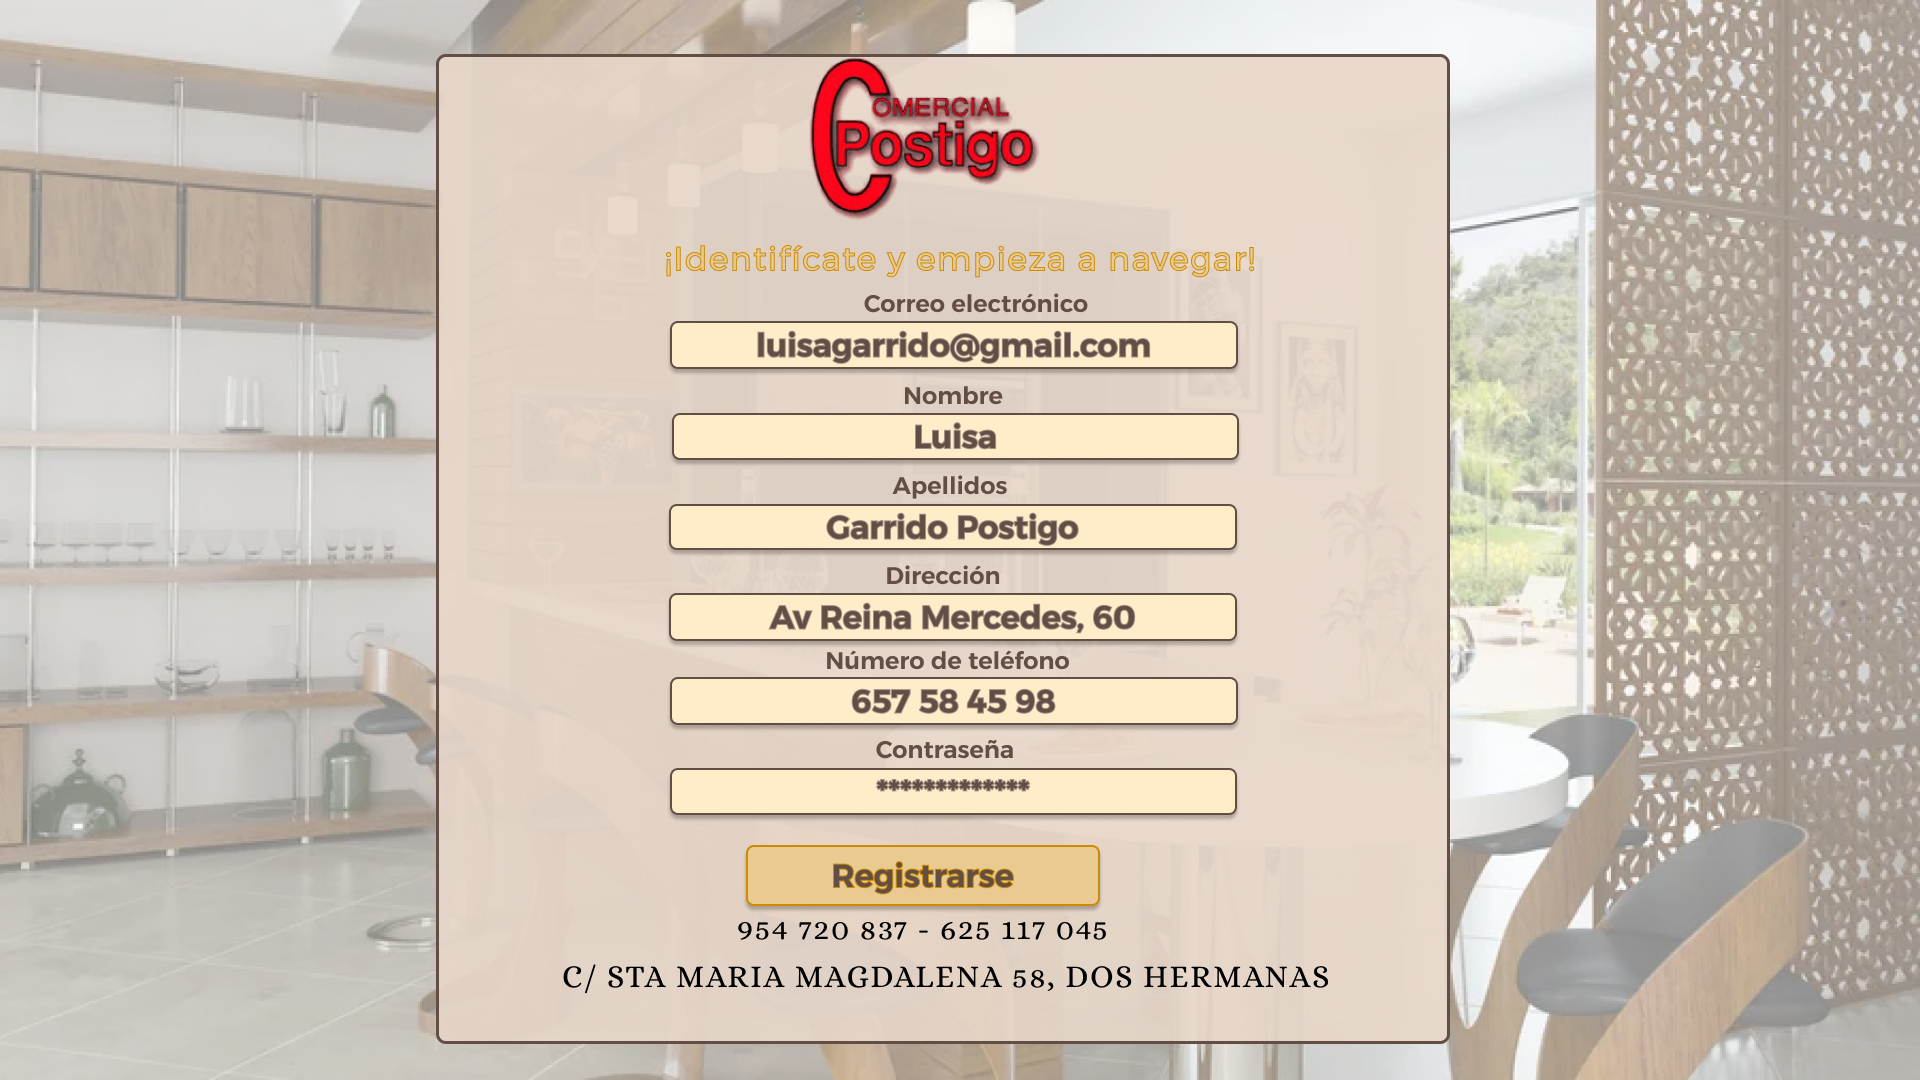 COMERCIAL
Postigo
¡Identifícate y empieza a navegar!
Correo electrónico
luisagarrido@gmail.com
Nombre
Luisa
Apellidos
Garrido Postigo
Dirección
Av Reina Mercedes, 60
Número de teléfono
657 58 45 98
Contraseña
*************
Registrarse
954 720 837 - 625 117 045
C/ STA MARIA MAGDALENA 58, DOS HERMANAS